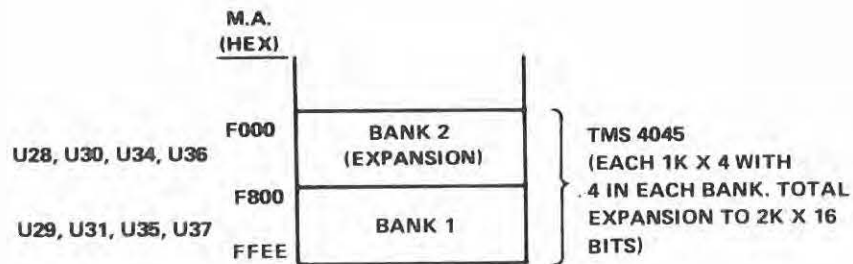 M.A.
(HEX)
F000
BANK 2
(EXPANSION)
U28, U30, U34, U36
F800
BANK 1
U29, U31, U35, U37
FFEE
TMS 4045
(EACH 1K X 4 WITH
4 IN EACH BANK. TOTAL
EXPANSION TO 2K X 16
BITS)